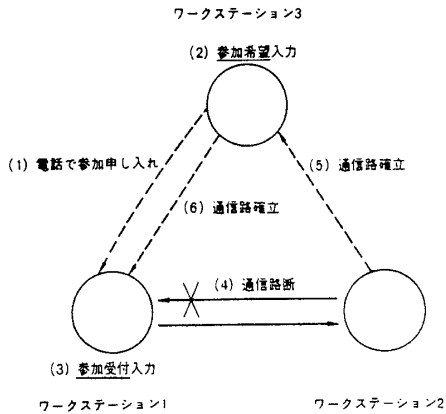 ワークステーション3
(2) 参加希望入力
(1) 電話で参加申し入れ
(5) 通信路確立
(6) 通信路確立
(4) 通信路断
(3) 参加受付入力
ワークステーション1
ワークステーション2